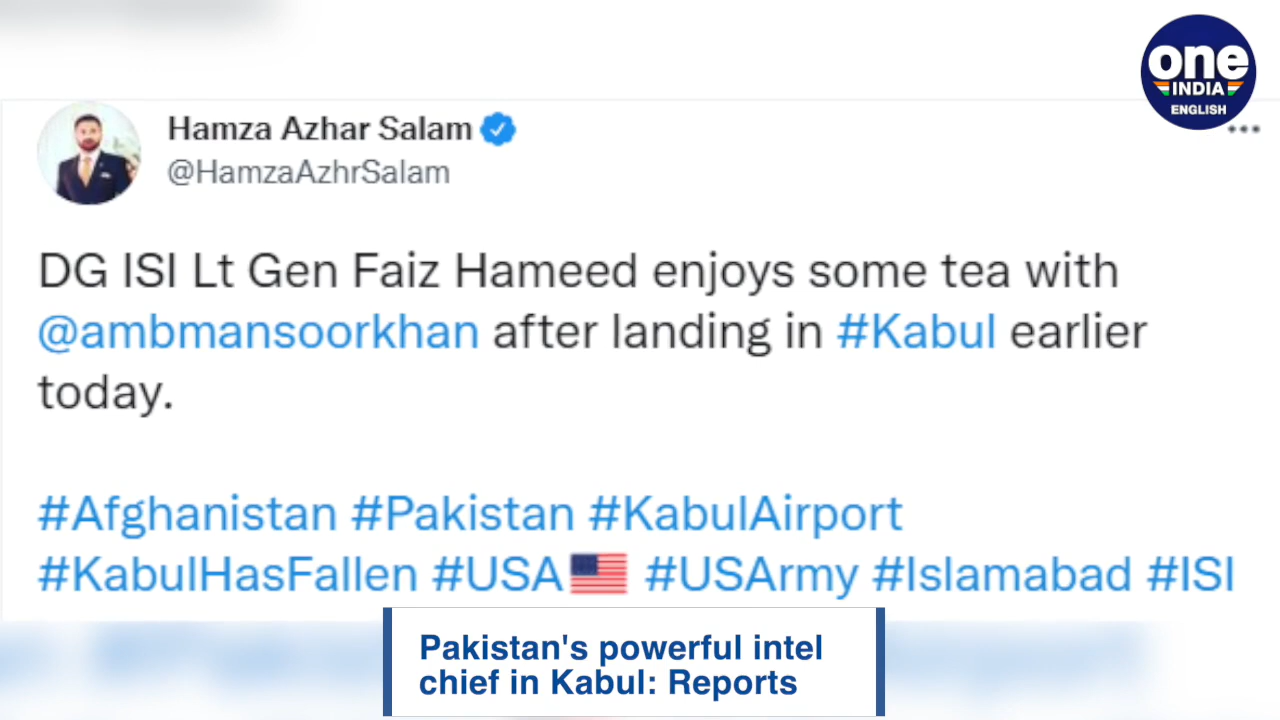 one
INDIA
ENGLISH
Hamza Azhar Salam
@HamzaAzhrSalam
DG ISI Lt Gen Faiz Hameed enjoys some tea with
@ambmansoorkhan after landing in #Kabul earlier
today.
#Afghanistan #Pakistan #KabulAirport
#KabulHasFallen #USA🇺🇸 #USArmy #Islamabad #ISI
Pakistan's powerful intel
chief in Kabul: Reports